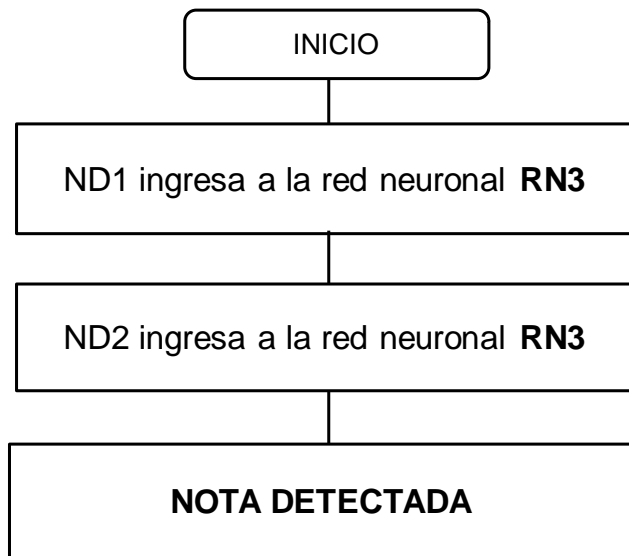 INICIO
ND1 ingresa a la red neuronal RN3
ND2 ingresa a la red neuronal RN3
NOTA DETECTADA